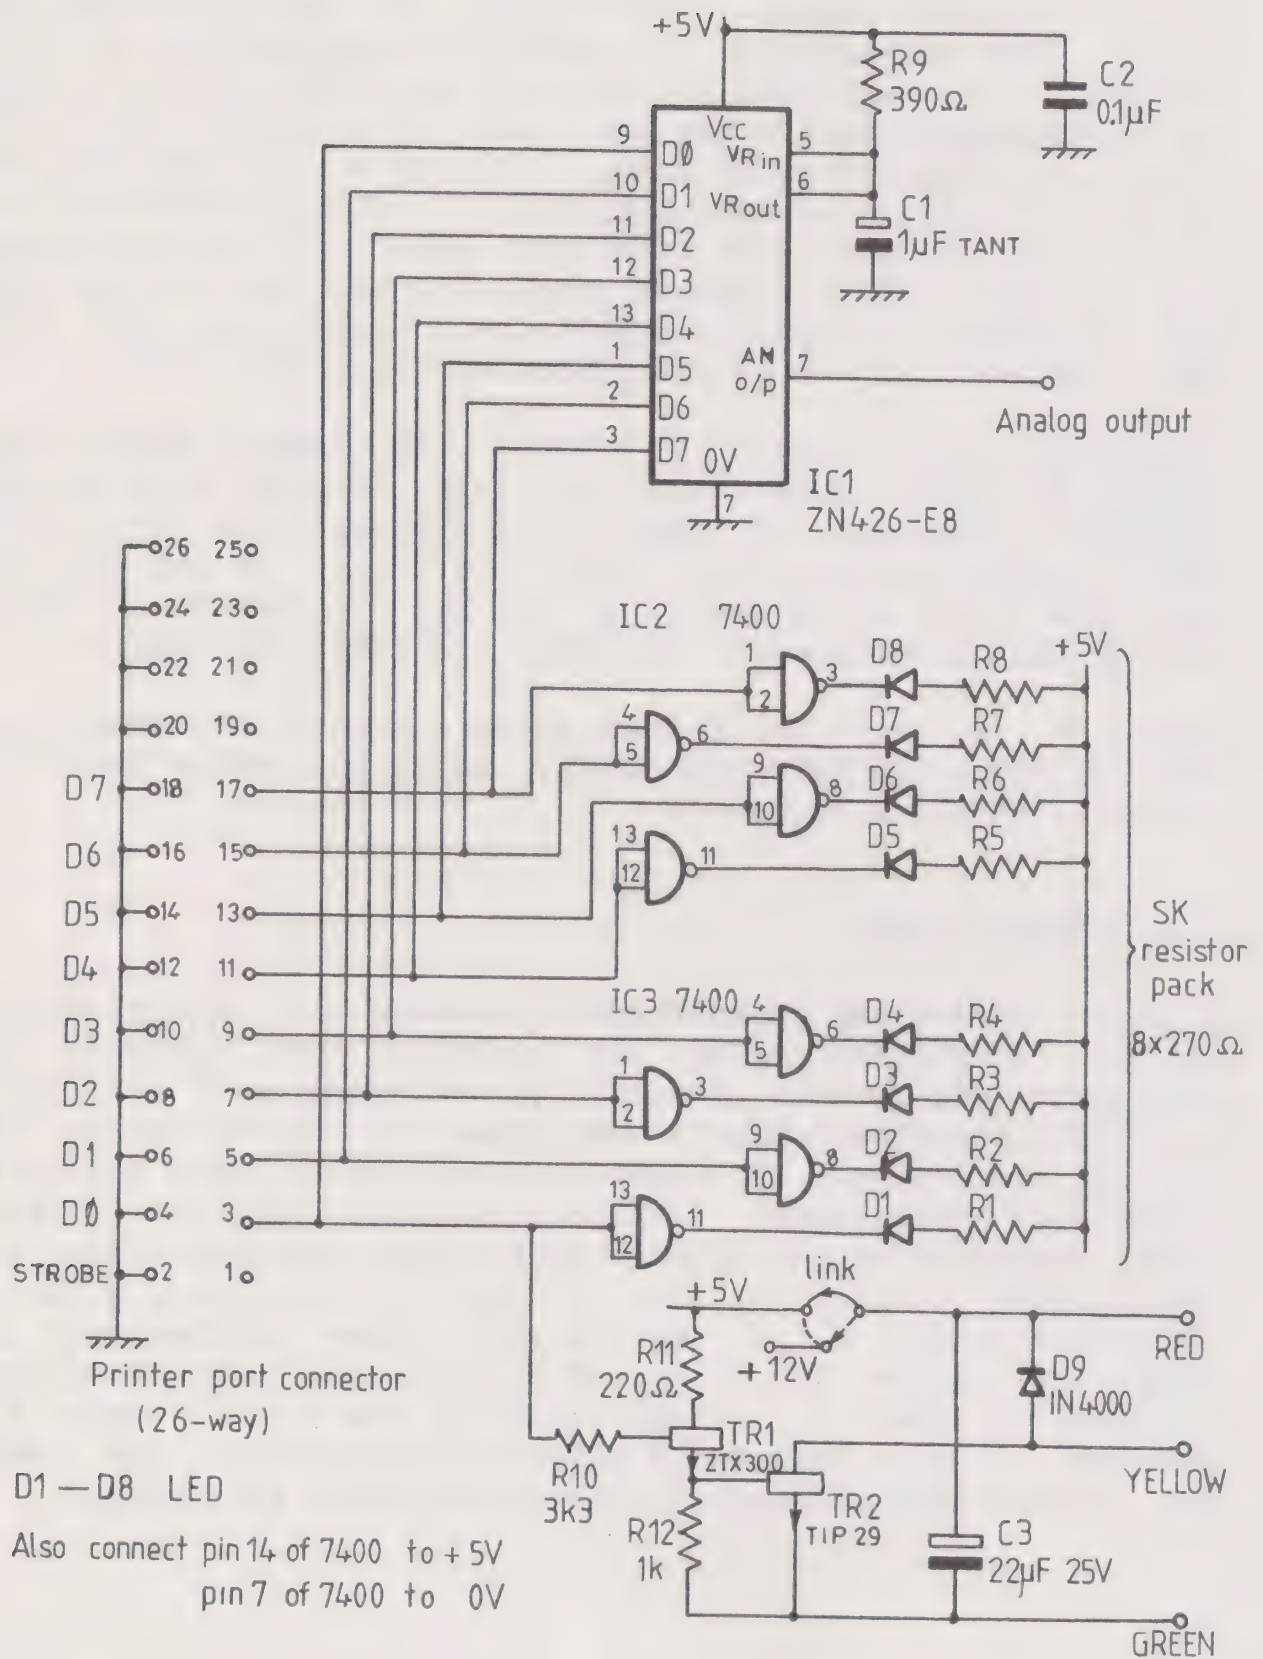 +5V
R9
390Ω
C2
0.1µF
9
10
11
12
13
1
2
3
DØ
D1
D2
D3
D4
D5
D6
D7
VCC
VR in
VR out
AN
o/p
0V
5
6
7
7
C1
1µF TANT
Analog output
IC1
ZN426-E8
26 25
24 23
22 21
20 19
D7 18 17
D6 16 15
D5 14 13
D4 12 11
D3 10 9
D2 8 7
D1 6 5
DØ 4 3
STROBE 2 1
Printer port connector
(26-way)
IC2 7400
+5V
1
2
3
D8 R8
4
5
6
D7 R7
9
10
8
D6 R6
13
12
11
D5 R5
IC3 7400
4
5
6
D4 R4
1
2
3
D3 R3
9
10
8
D2 R2
13
12
11
D1 R1
SK
resistor
pack
8×270Ω
link
+5V
+12V
R11
220Ω
R10
3k3
TR1
ZTX300
R12
1k
TR2
TIP 29
D9
IN4000
C3
22µF 25V
RED
YELLOW
GREEN
D1 — D8 LED
Also connect pin 14 of 7400 to + 5V
pin 7 of 7400 to 0V